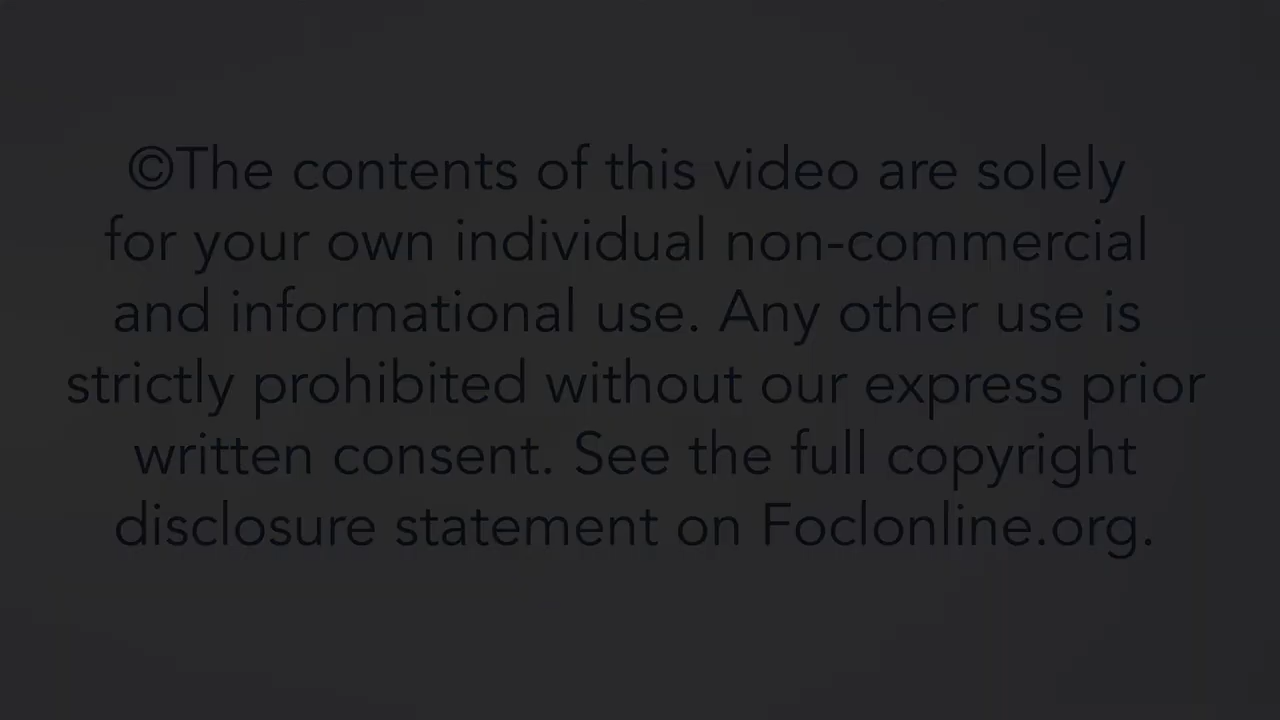 ©The contents of this video are solely
for your own individual non-commercial
and informational use. Any other use is
strictly prohibited without our express prior
written consent. See the full copyright
disclosure statement on Foclonline.org.